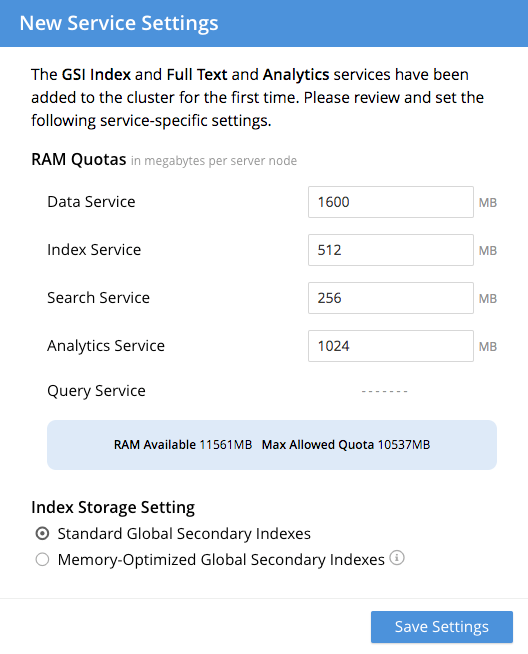 New Service Settings
The GSI Index and Full Text and Analytics services have been
added to the cluster for the first time. Please review and set the
following service-specific settings.
RAM Quotas in megabytes per server node
Data Service 1600 MB
Index Service 512 MB
Search Service 256 MB
Analytics Service 1024 MB
Query Service -------
RAM Available 11561MB Max Allowed Quota 10537MB
Index Storage Setting
Standard Global Secondary Indexes
Memory-Optimized Global Secondary Indexes i
Save Settings